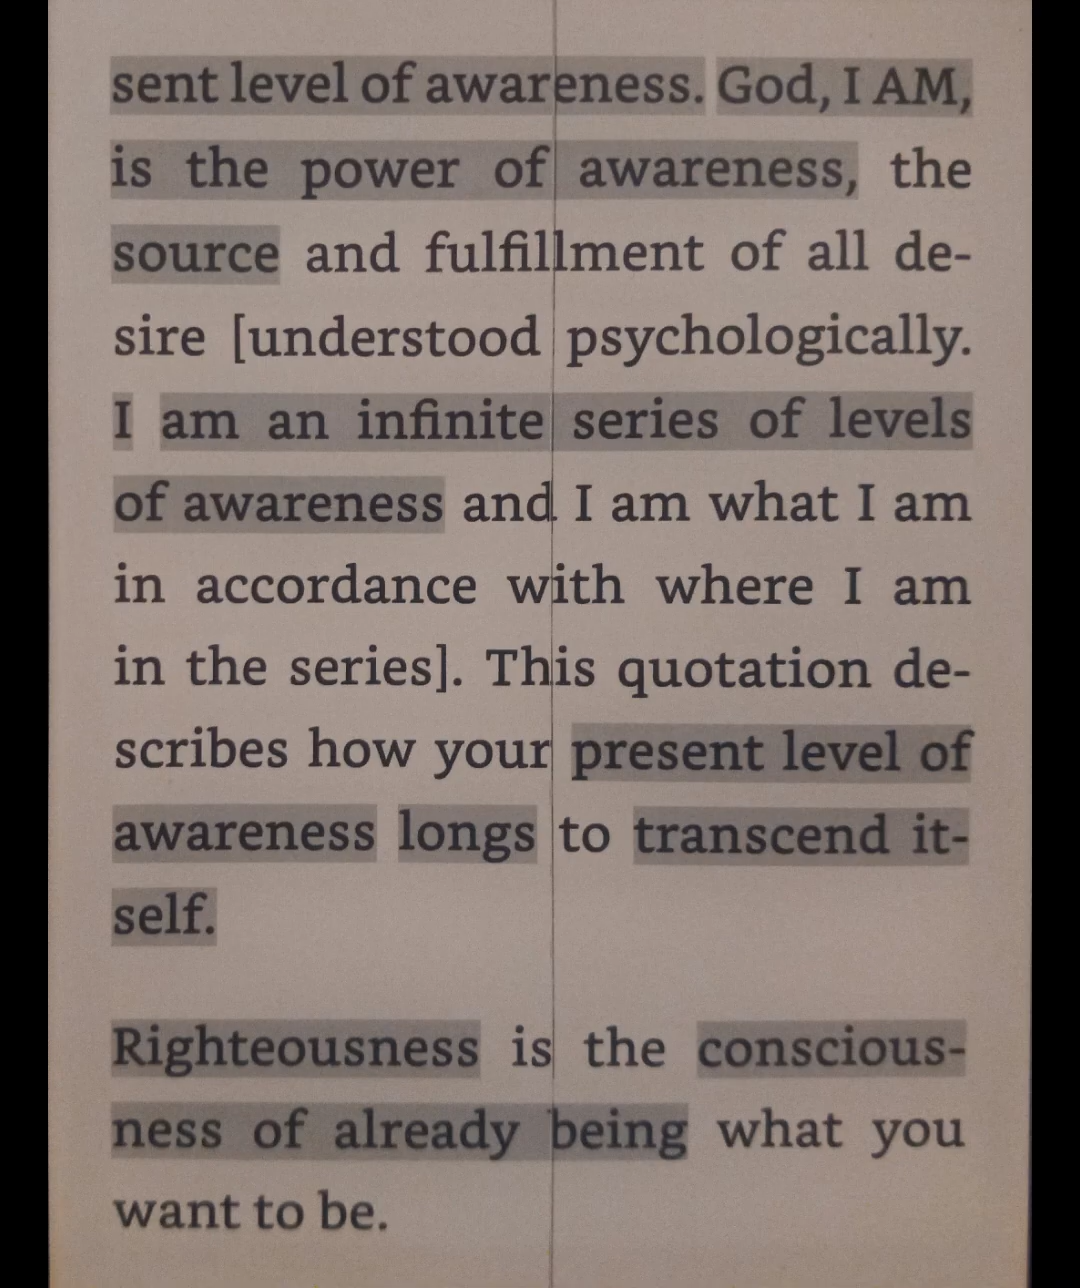 sent level of awareness. God, I AM,
is the power of awareness, the
source and fulfillment of all de-
sire [understood psychologically.
I am an infinite series of levels
of awareness and I am what I am
in accordance with where I am
in the series]. This quotation de-
scribes how your present level of
awareness longs to transcend it-
self.
Righteousness is the conscious-
ness of already being what you
want to be.